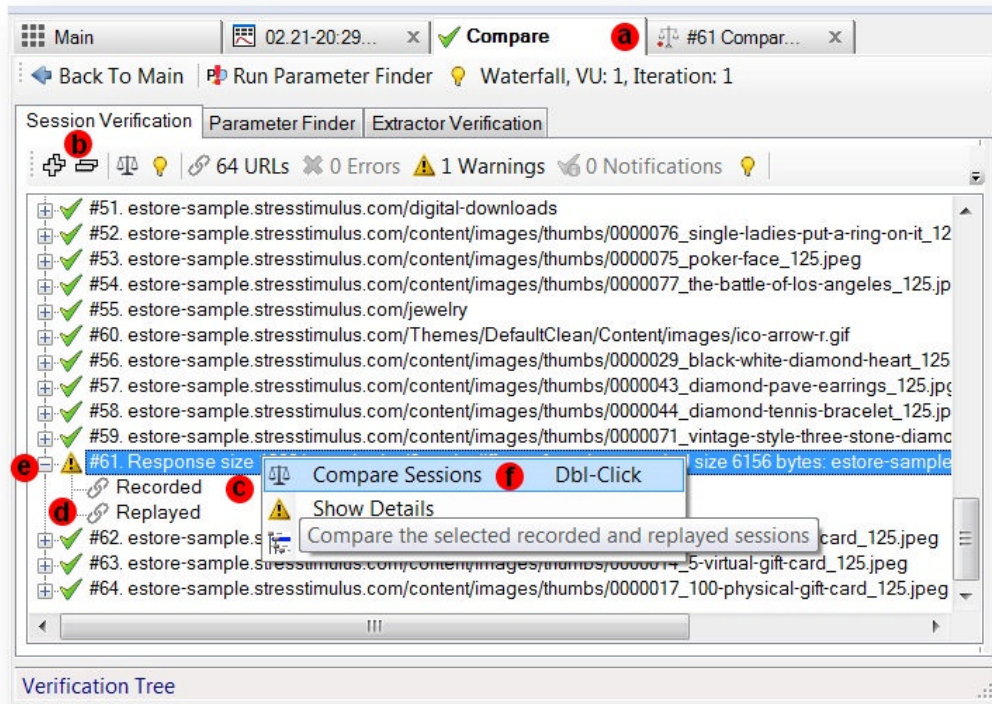 Main 02.21-20:29... x Compare a #61 Compar... x
Back To Main Run Parameter Finder Waterfall, VU: 1, Iteration: 1
Session Verification Parameter Finder Extractor Verification
b
64 URLs 0 Errors 1 Warnings 0 Notifications
#51. estore-sample.stresstimulus.com/digital-downloads
#52. estore-sample.stresstimulus.com/content/images/thumbs/0000076_single-ladies-put-a-ring-on-it_12
#53. estore-sample.stresstimulus.com/content/images/thumbs/0000075_poker-face_125.jpeg
#54. estore-sample.stresstimulus.com/content/images/thumbs/0000077_the-battle-of-los-angeles_125.jp
#55. estore-sample.stresstimulus.com/jewelry
#60. estore-sample.stresstimulus.com/Themes/DefaultClean/Content/images/ico-arrow-r.gif
#56. estore-sample.stresstimulus.com/content/images/thumbs/0000029_black-white-diamond-heart_125
#57. estore-sample.stresstimulus.com/content/images/thumbs/0000043_diamond-pave-earrings_125.jpg
#58. estore-sample.stresstimulus.com/content/images/thumbs/0000044_diamond-tennis-bracelet_125.jp
#59. estore-sample.stresstimulus.com/content/images/thumbs/0000071_vintage-style-three-stone-diamo
e #61. Response size size 6156 bytes: estore-sample
c Compare Sessions f Dbl-Click
Recorded
Show Details
d Replayed
Compare the selected recorded and replayed sessions
#62. estore-sample.s card_125.jpeg
#63. estore-sample.stresstimulus.com/content/images/thumbs/0000014_5-virtual-gift-card_125.jpeg
#64. estore-sample.stresstimulus.com/content/images/thumbs/0000017_100-physical-gift-card_125.jpeg
Verification Tree